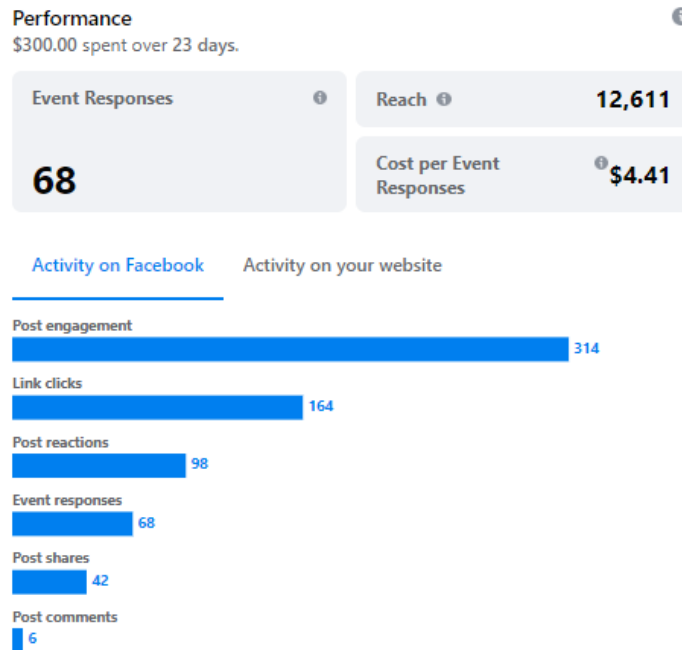 Performance
$300.00 spent over 23 days.
Event Responses
68
Reach
12,611
Cost per Event
Responses
$4.41
Activity on Facebook
Activity on your website
Post engagement
314
Link clicks
164
Post reactions
98
Event responses
68
Post shares
42
Post comments
6